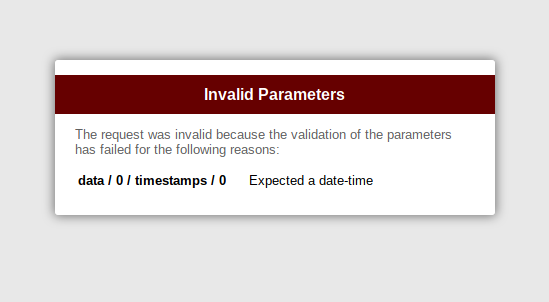 Invalid Parameters
The request was invalid because the validation of the parameters
has failed for the following reasons:
data / 0 / timestamps / 0 Expected a date-time